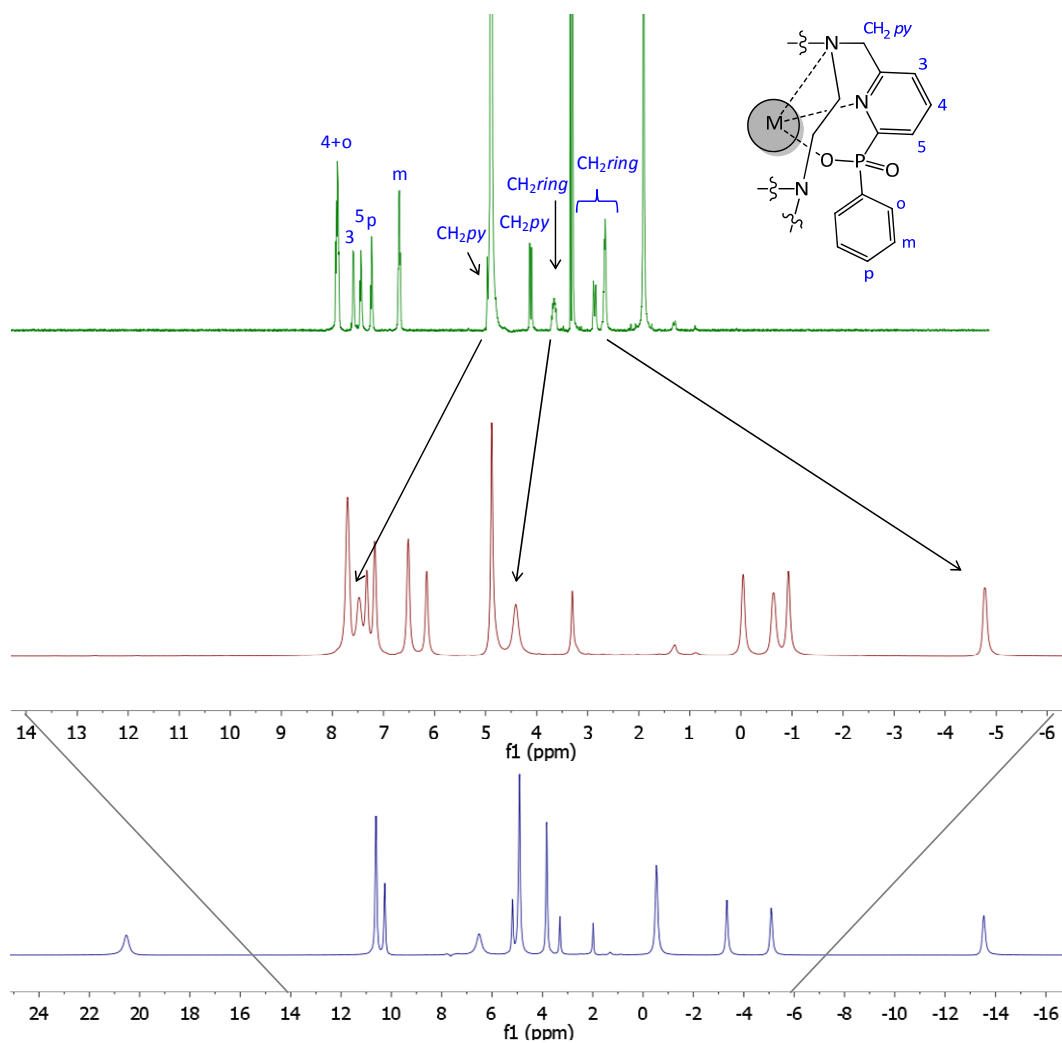 CH2 py
N
3
N
4
M
5
O
P
O
N
o
m
p
4+o
m
CH2ring
CH2ring
5
p
3
CH2py
CH2py
14 13 12 11 10 9 8 7 6 5 4 3 2 1 0 -1 -2 -3 -4 -5 -6
f1 (ppm)
24 22 20 18 16 14 12 10 8 6 4 2 0 -2 -4 -6 -8 -10 -12 -14 -16
f1 (ppm)